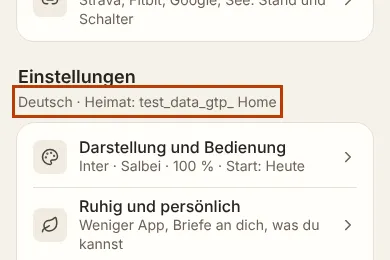 Strava, Fitbit, Google, See: Stand und
Schalter
Einstellungen
Deutsch · Heimat: test_data_gtp_ Home
Darstellung und Bedienung
Inter · Salbei · 100 % · Start: Heute
Ruhig und persönlich
Weniger App, Briefe an dich, was du
kannst